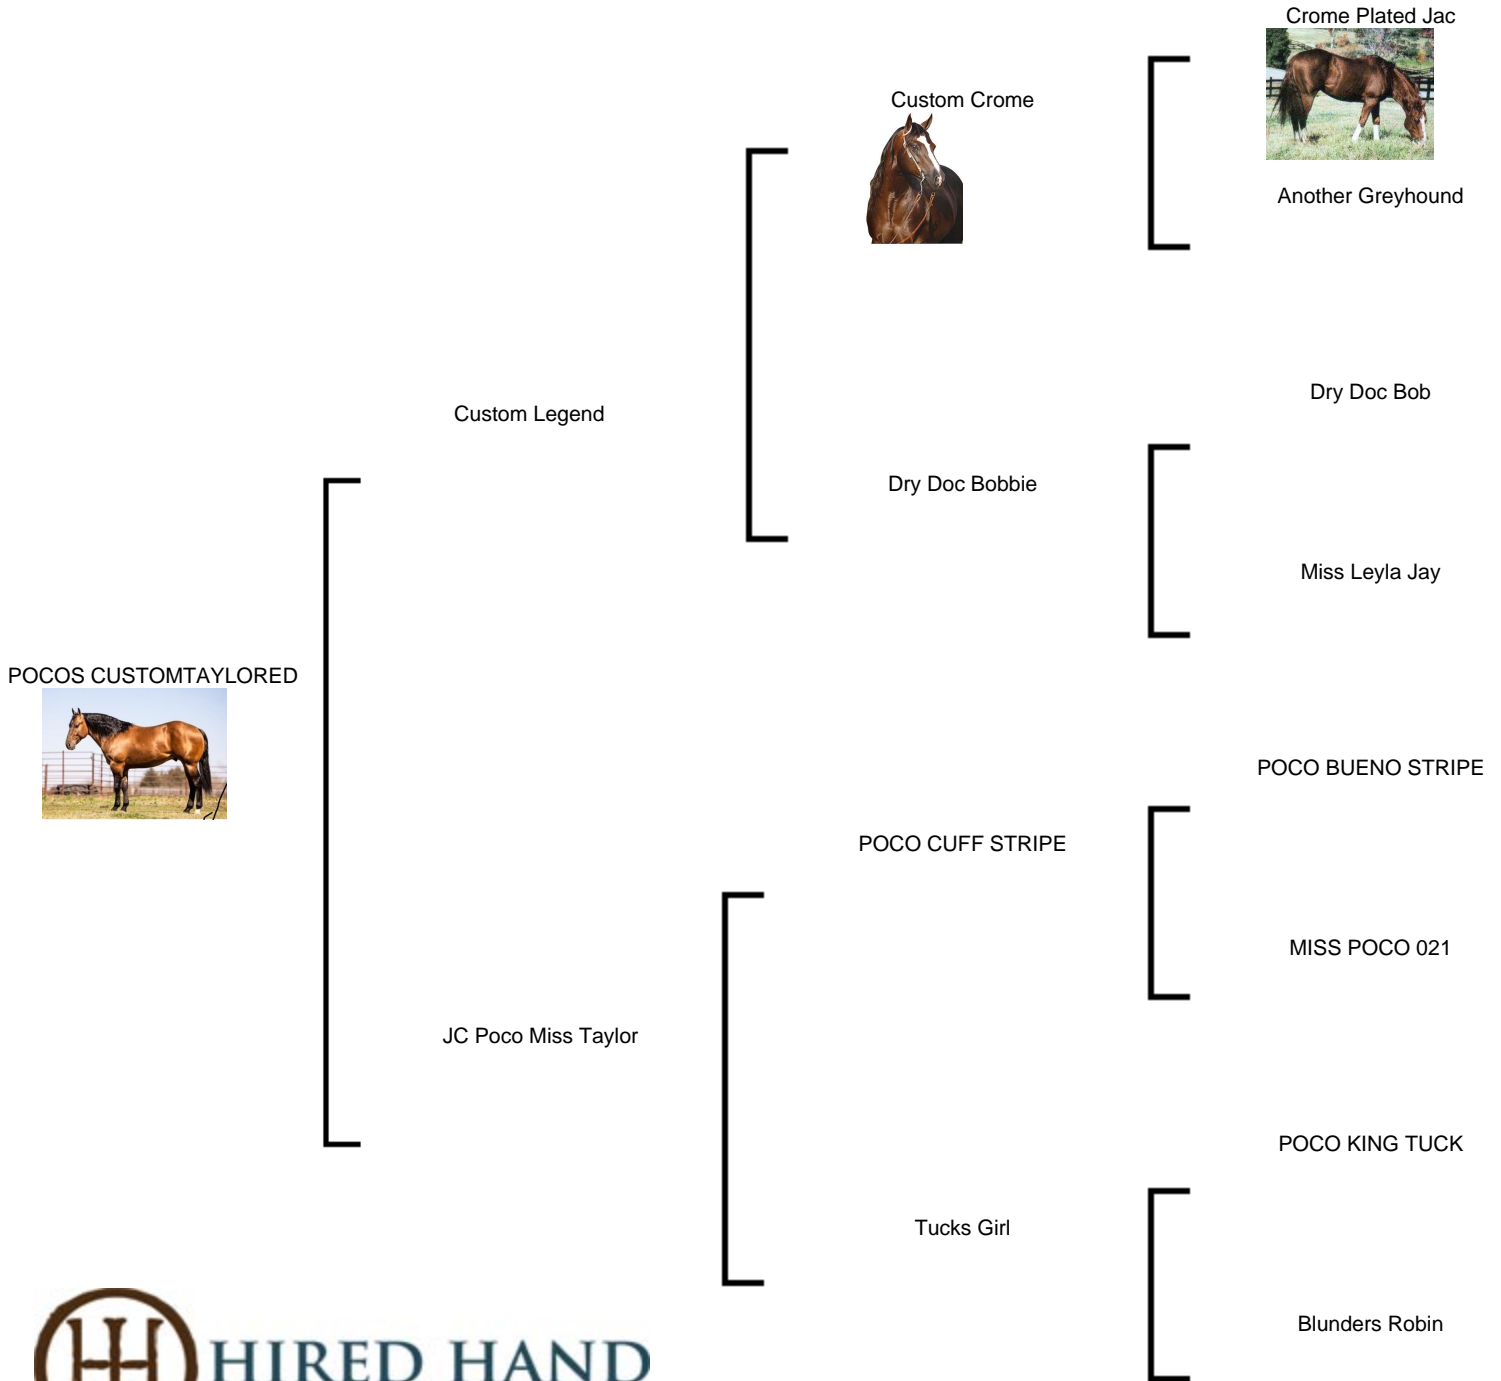 Crome Plated Jac
Custom Crome
Another Greyhound
Dry Doc Bob
Custom Legend
Dry Doc Bobbie
Miss Leyla Jay
POCOS CUSTOMTAYLORED
POCO BUENO STRIPE
POCO CUFF STRIPE
MISS POCO 021
JC Poco Miss Taylor
POCO KING TUCK
Tucks Girl
Blunders Robin
HIRED HAND